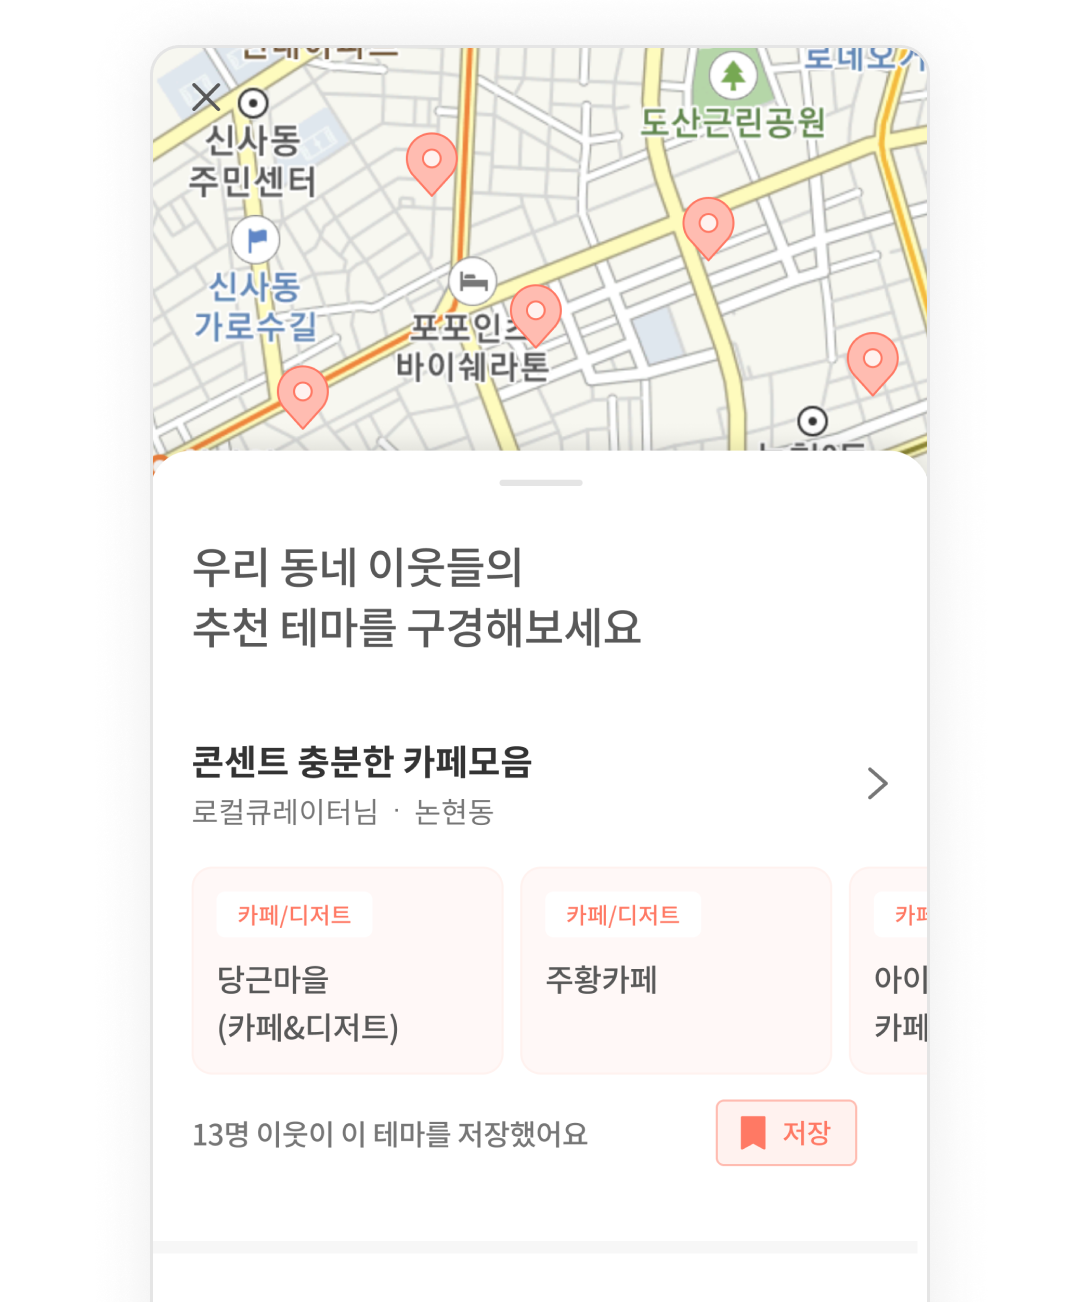 신사동
주민센터
도산근린공원
신사동
가로수길
포포인츠
바이쉐라톤
우리 동네 이웃들의
추천 테마를 구경해보세요
콘센트 충분한 카페모음
로컬큐레이터님 · 논현동
카페/디저트
당근마을
(카페&디저트)
카페/디저트
주황카페
카페
아이
카페
13명 이웃이 이 테마를 저장했어요
저장